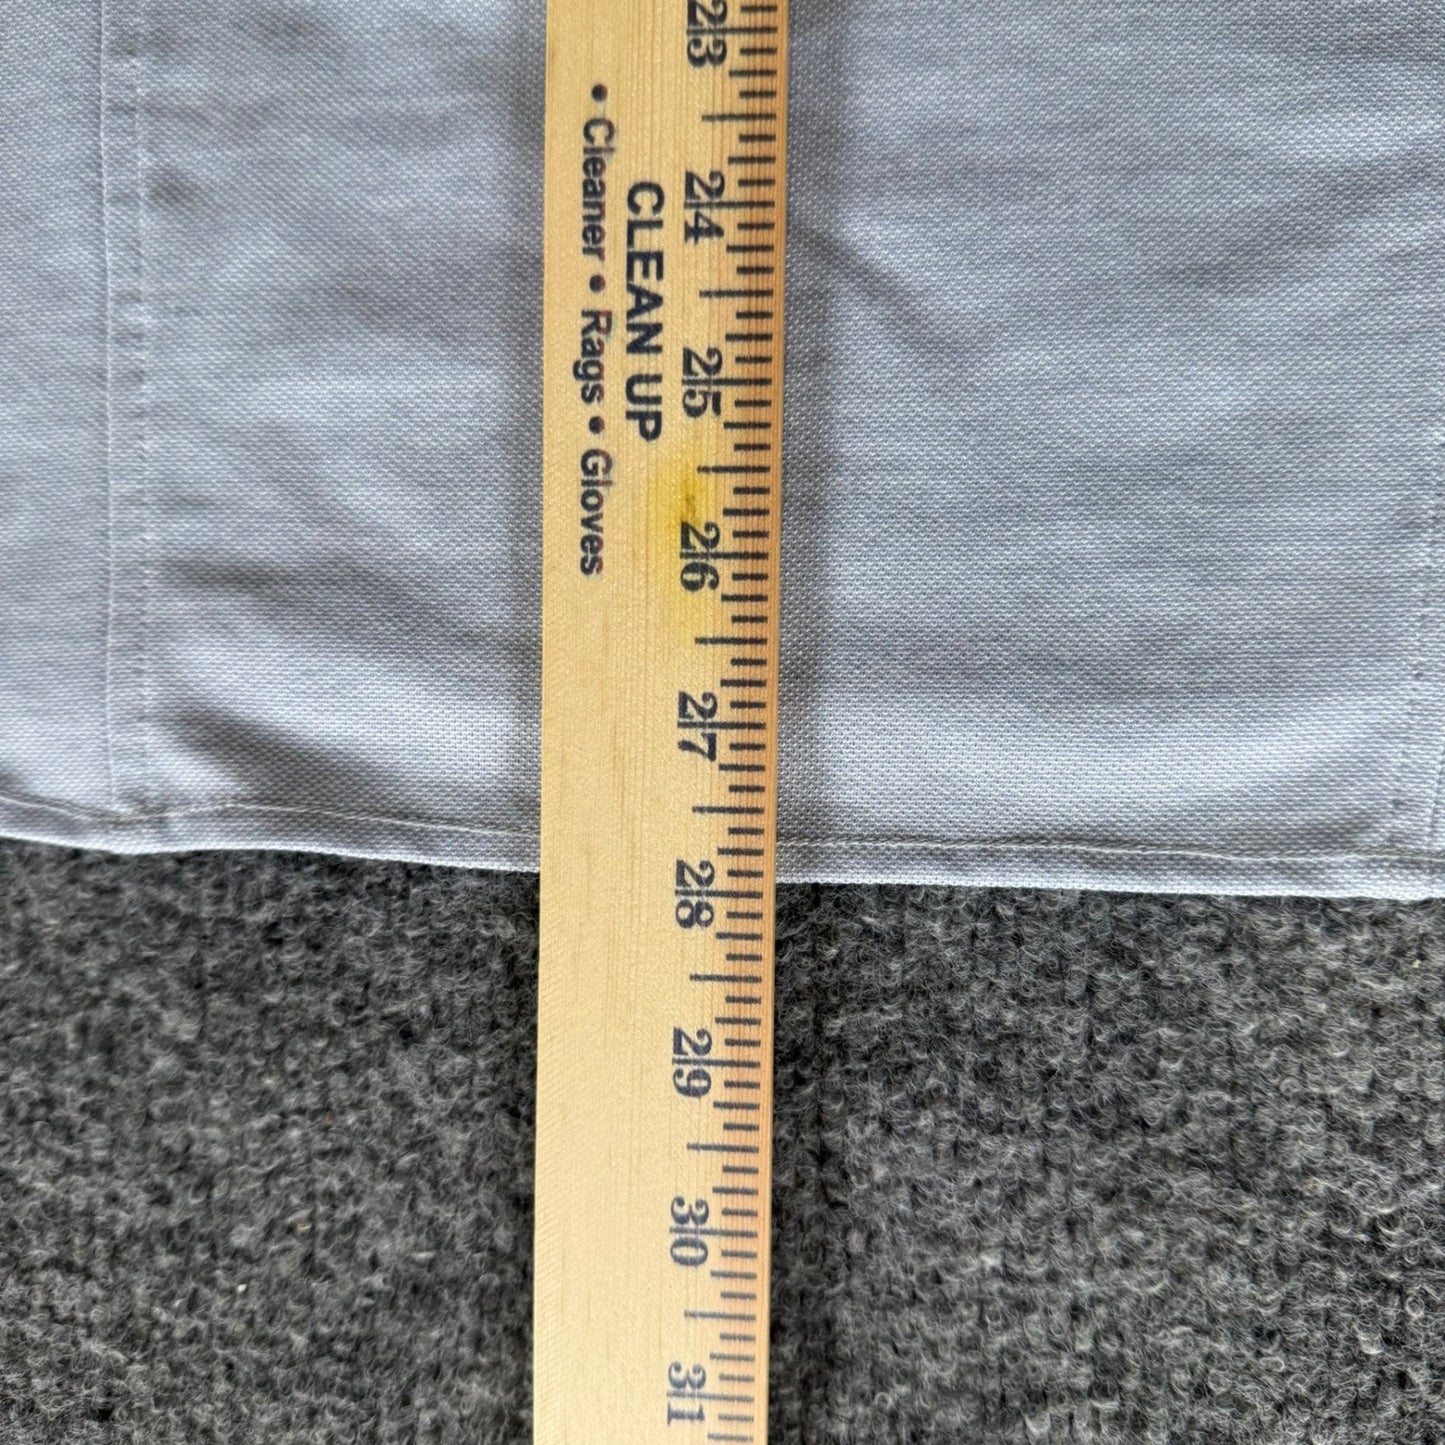 23 24 25 26 27 28 29 30 31
CLEAN UP
• Cleaner • Rags • Gloves